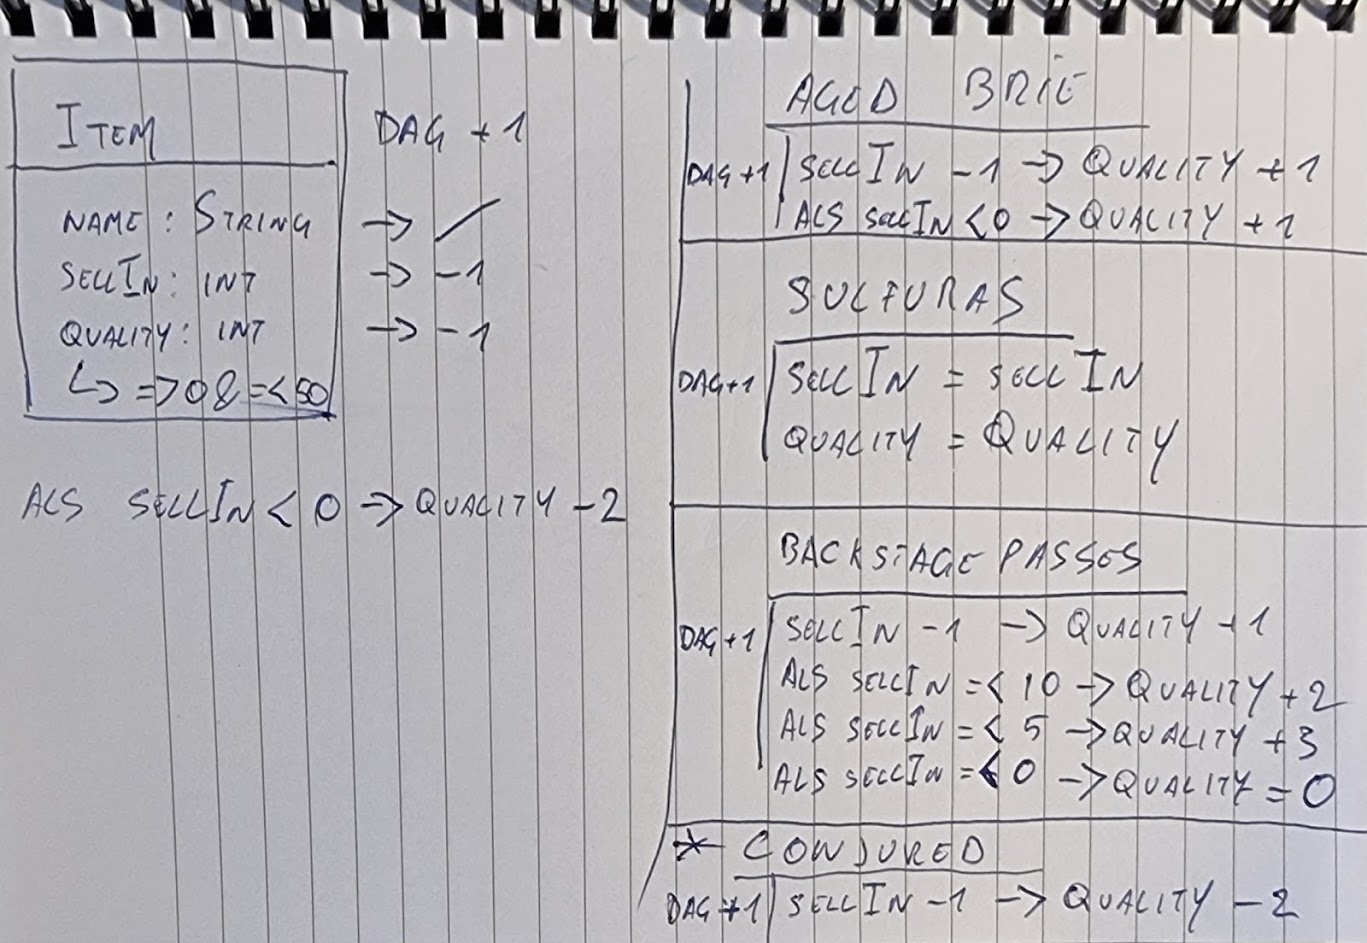 ITEM
DAG + 1
NAME : STRING → /
SELLIN : INT → -1
QUALITY : INT → -1
↳ => 0 & =< 50
ALS SELLIN < 0 → QUALITY - 2
AGED BRIE
DAG +1 SELLIN -1 → QUALITY + 1
ALS SELLIN < 0 → QUALITY + 1
SULFURAS
DAG+1 SELLIN = SELLIN
QUALITY = QUALITY
BACKSTAGE PASSES
DAG+1 SELLIN -1 → QUALITY +1
ALS SELLIN =< 10 → QUALITY + 2
ALS SELLIN =< 5 → QUALITY + 3
ALS SELLIN =< 0 → QUALITY = 0
* CONJURED
DAG +1 SELLIN -1 → QUALITY - 2